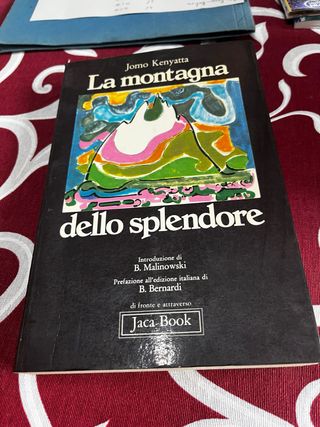 Jomo Kenyatta
La montagna
dello splendore
Introduzione di
B. Malinowski
Prefazione all'edizione italiana di
B. Bernardi
di fronte e attraverso
Jaca Book